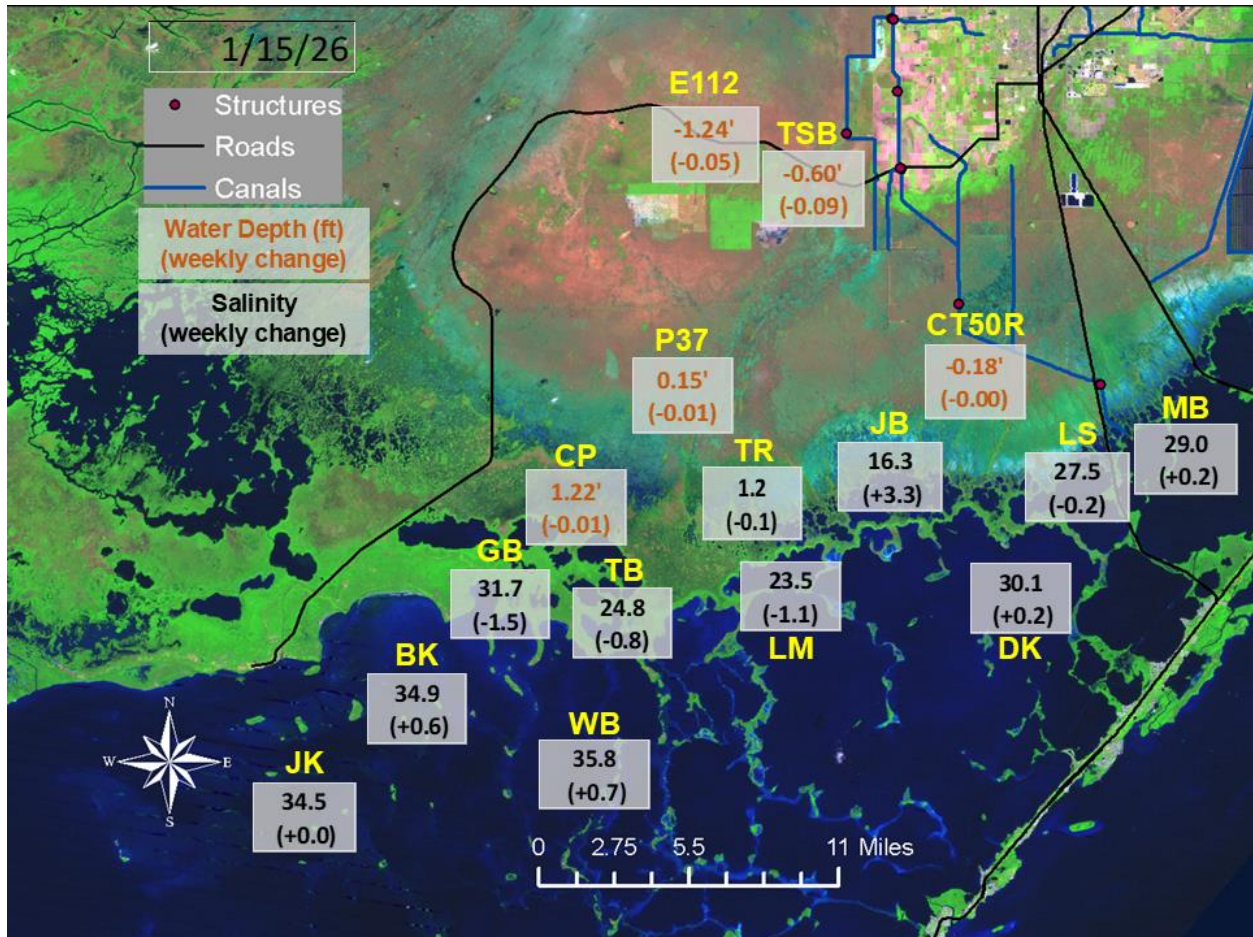 1/15/26
Structures
Roads
Canals
Water Depth (ft)
(weekly change)
Salinity
(weekly change)
E112
-1.24'
(-0.05)
TSB
-0.60'
(-0.09)
P37
0.15'
(-0.01)
CT50R
-0.18'
(-0.00)
CP
1.22'
(-0.01)
TR
1.2
(-0.1)
JB
16.3
(+3.3)
LS
27.5
(-0.2)
MB
29.0
(+0.2)
GB
31.7
(-1.5)
TB
24.8
(-0.8)
23.5
(-1.1)
LM
30.1
(+0.2)
DK
BK
34.9
(+0.6)
WB
35.8
(+0.7)
JK
34.5
(+0.0)
N
W
E
S
0 2.75 5.5 11 Miles